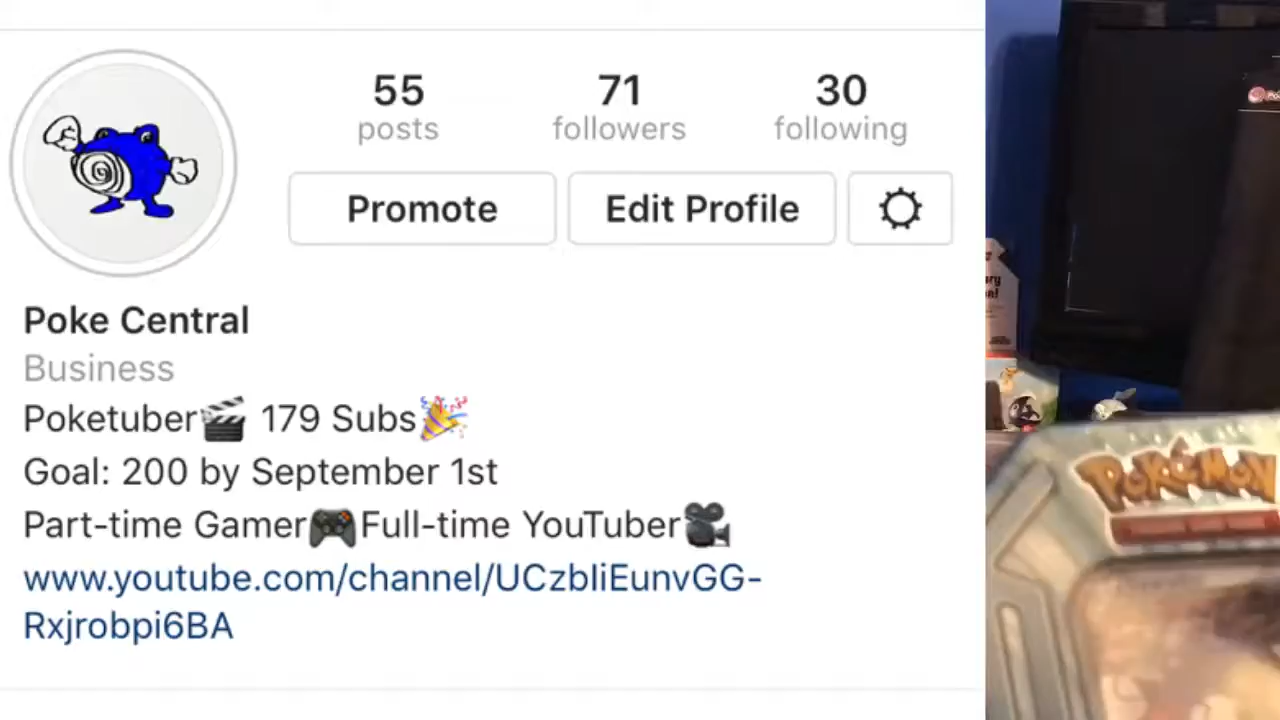 55 71 30
posts followers following
Promote Edit Profile
Poke Central
Business
Poketuber🎬 179 Subs🎉
Goal: 200 by September 1st
Part-time Gamer🎮Full-time YouTuber🎥
www.youtube.com/channel/UCzbliEunvGG-
Rxjrobpi6BA
POKéMON